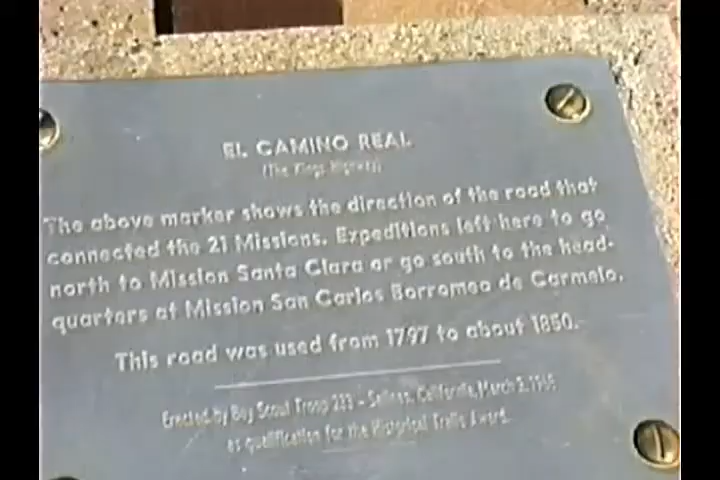 EL CAMINO REAL
(The Kings Highway)
The above marker shows the direction of the road that
connected the 21 Missions. Expeditions left here to go
north to Mission Santa Clara or go south to the head-
quarters at Mission San Carlos Borromeo de Carmelo.
This road was used from 1797 to about 1850.
Erected by Boy Scout Troop 233 - Salinas, California, March 2,
as qualification for the Historical Trails Award.